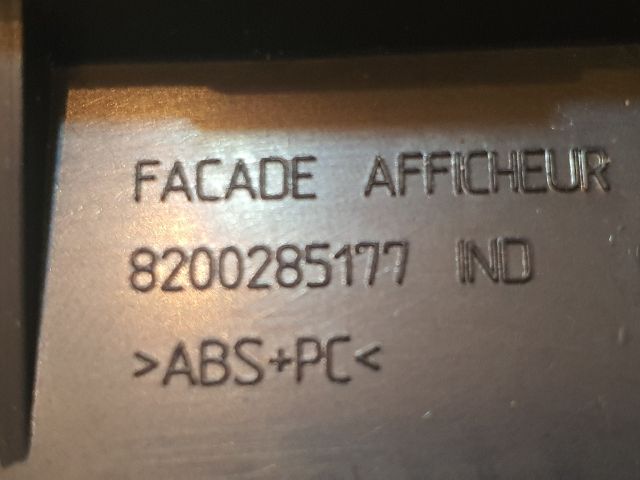 FACADE AFFICHEUR
8200285177 IND
>ABS+PC<